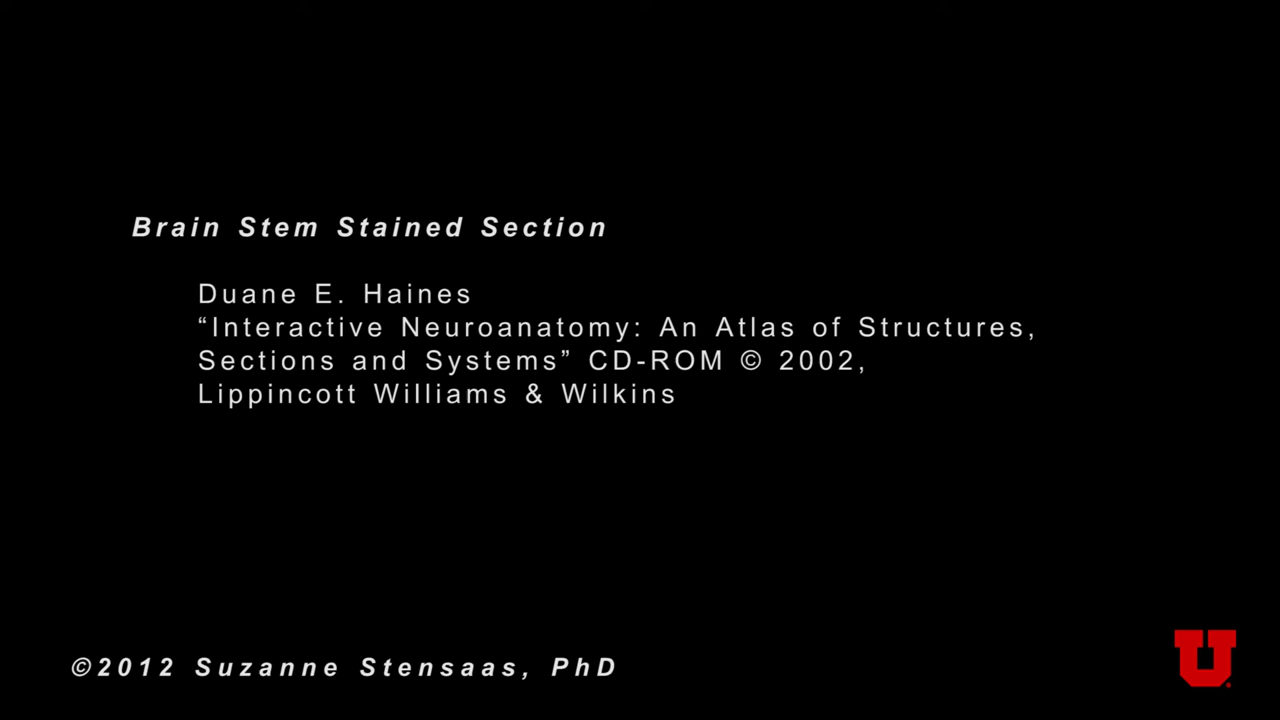 Brain Stem Stained Section
Duane E. Haines
“Interactive Neuroanatomy: An Atlas of Structures,
Sections and Systems” CD-ROM © 2002,
Lippincott Williams & Wilkins
©2012 Suzanne Stensaas, PhD
U